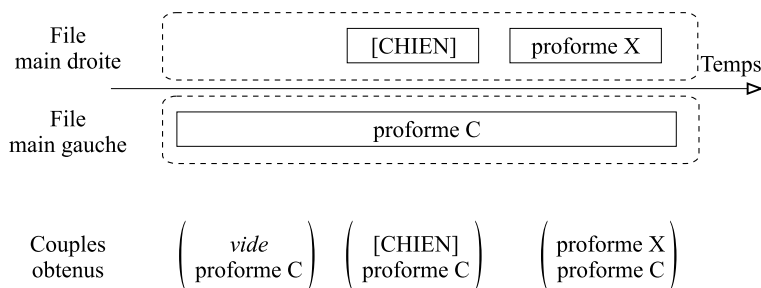 File
main droite
[CHIEN]
proforme X
Temps
File
main gauche
proforme C
Couples
obtenus
vide
proforme C
[CHIEN]
proforme C
proforme X
proforme C